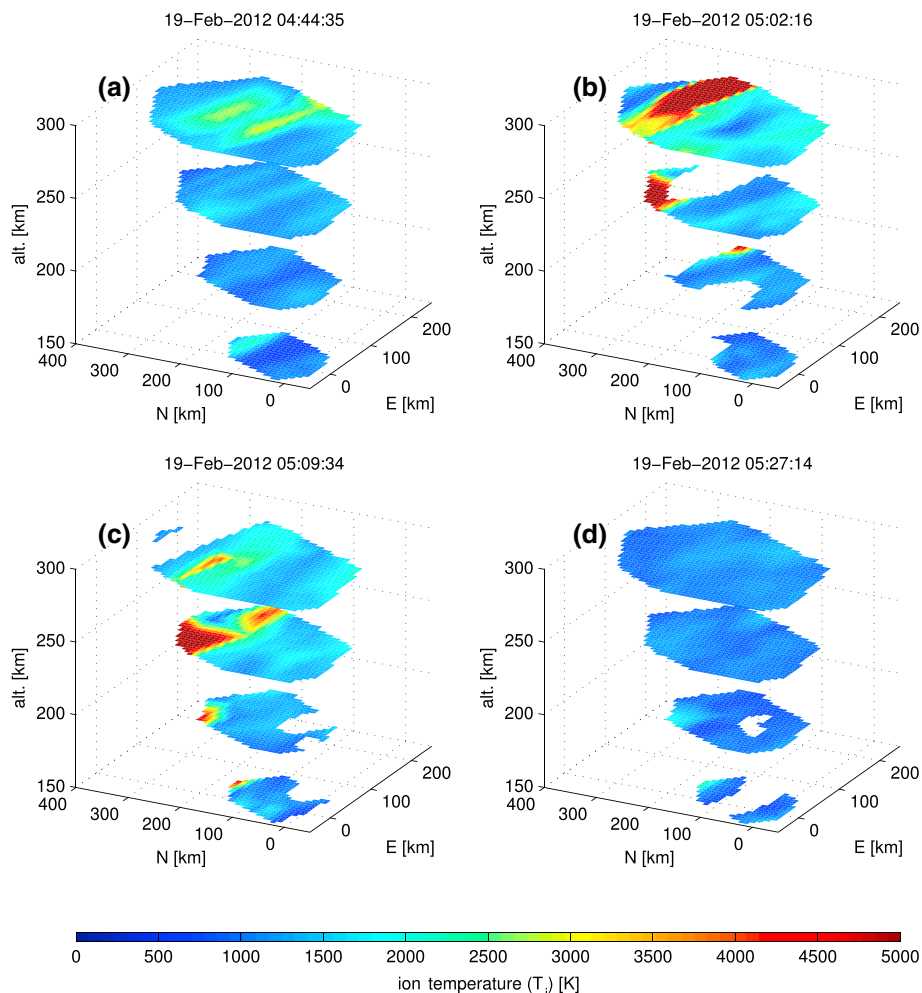 19−Feb−2012 04:44:35
19−Feb−2012 05:02:16
(a)
(b)
300
250
200
150
alt. [km]
400
300
200
100
0
N [km]
0
100
200
E [km]
300
250
200
150
alt. [km]
400
300
200
100
0
N [km]
0
100
200
E [km]
19−Feb−2012 05:09:34
19−Feb−2012 05:27:14
(c)
(d)
300
250
200
150
alt. [km]
400
300
200
100
0
N [km]
0
100
200
E [km]
300
250
200
150
alt. [km]
400
300
200
100
0
N [km]
0
100
200
E [km]
0 500 1000 1500 2000 2500 3000 3500 4000 4500 5000
ion temperature (Ti) [K]